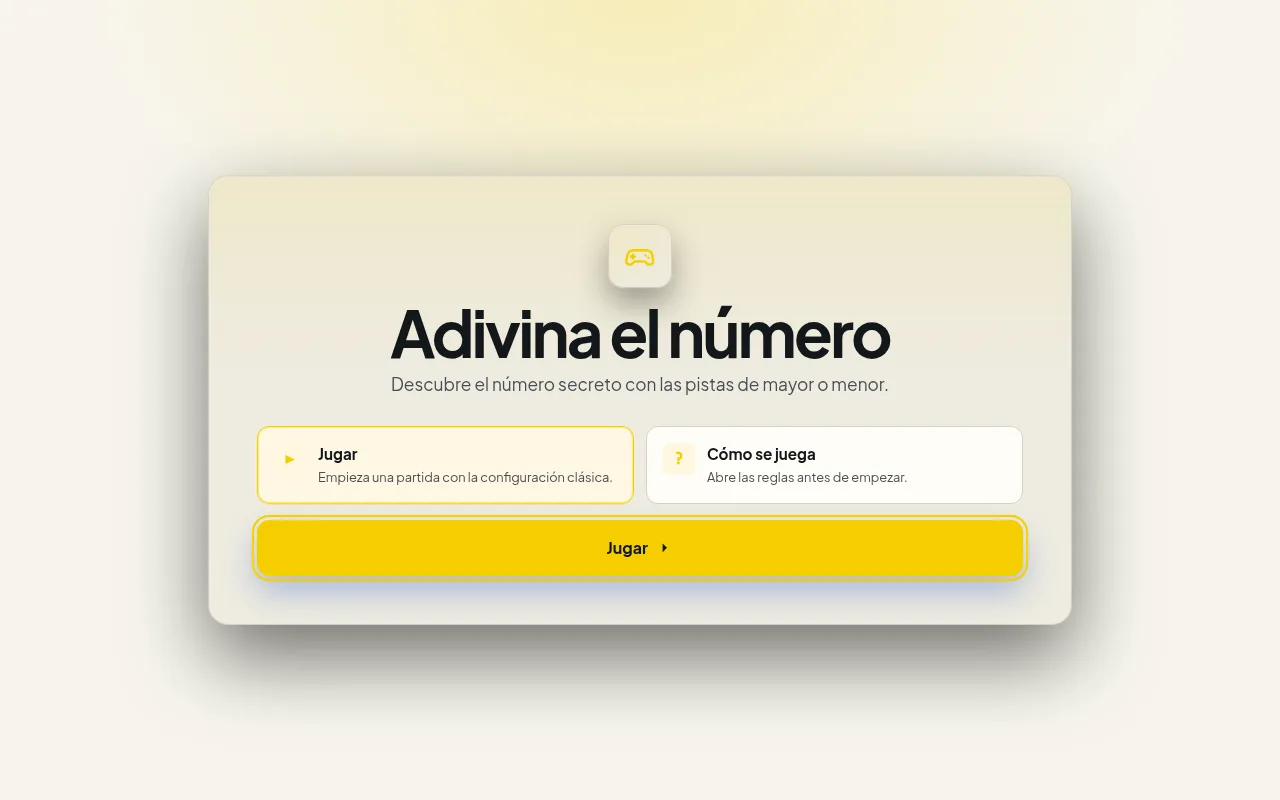 Adivina el número
Descubre el número secreto con las pistas de mayor o menor.
Jugar
Empieza una partida con la configuración clásica.
?
Cómo se juega
Abre las reglas antes de empezar.
Jugar